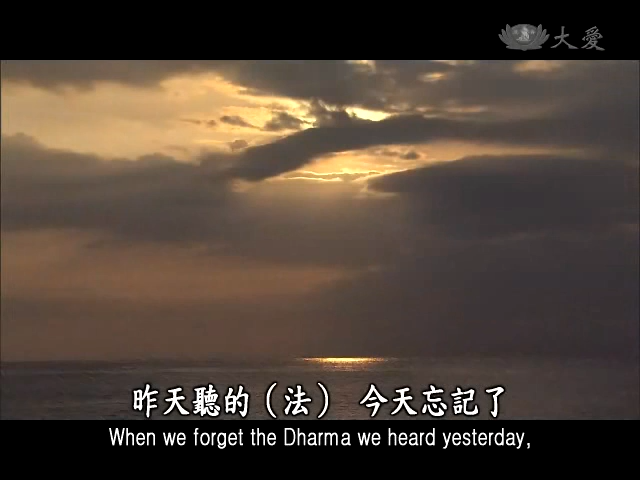 大愛
昨天聽的（法） 今天忘記了
When we forget the Dharma we heard yesterday,